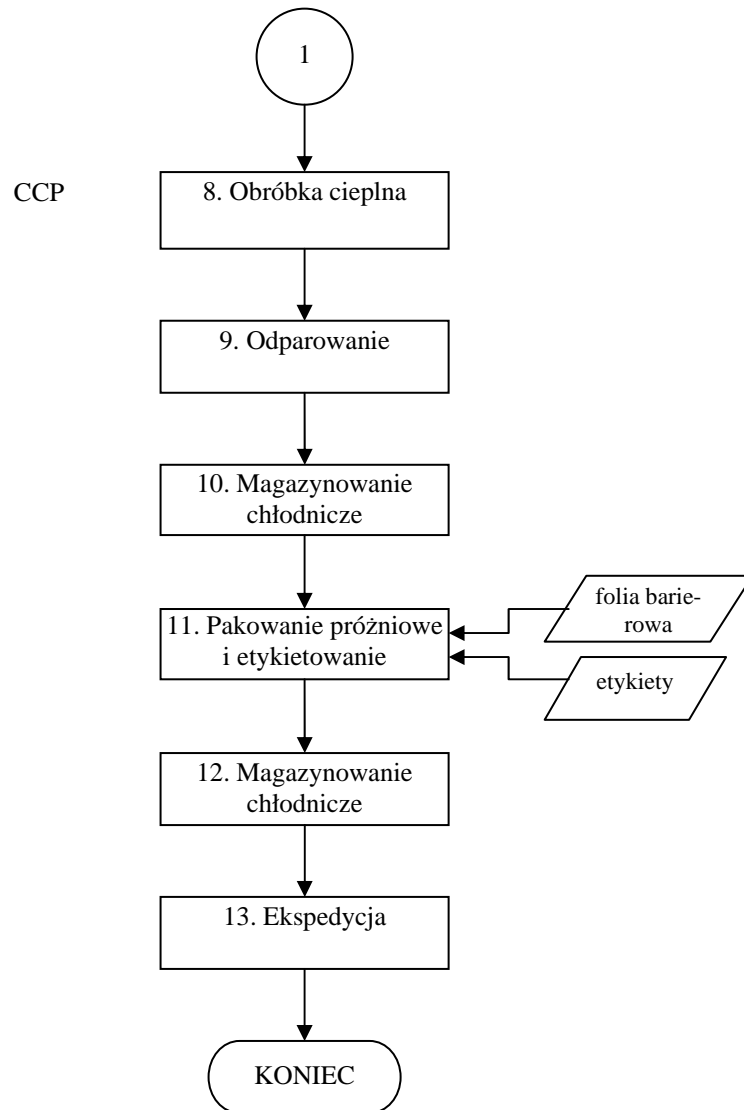 1
CCP
8. Obróbka cieplna
9. Odparowanie
10. Magazynowanie
chłodnicze
11. Pakowanie próżniowe
i etykietowanie
folia barie-
rowa
etykiety
12. Magazynowanie
chłodnicze
13. Ekspedycja
KONIEC